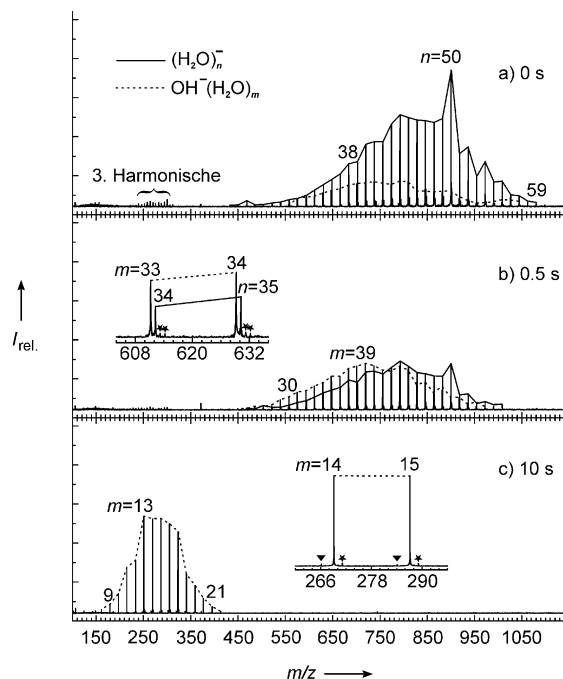 (H₂O)ₙ⁻
OH⁻(H₂O)ₘ
n=50
a) 0 s
38
59
3. Harmonische
m=33
34
34
n=35
b) 0.5 s
608 620 632
Irel.
m=39
30
m=14
15
c) 10 s
266 278 290
m=13
9
21
150 250 350 450 550 650 750 850 950 1050
m/z